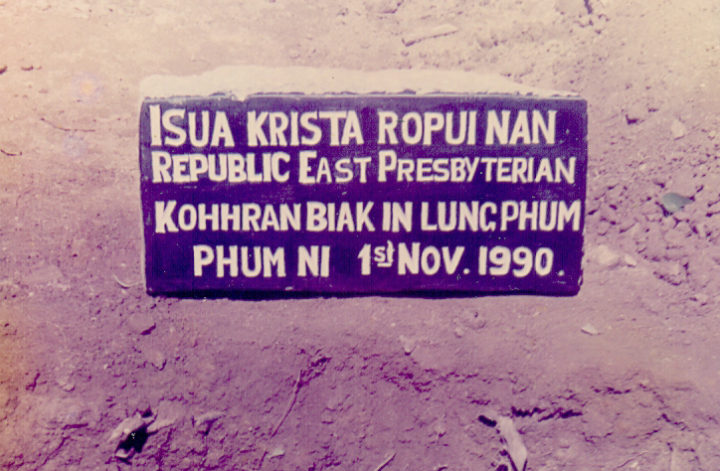 ISUA KRISTA ROPUI NAN
REPUBLIC EAST PRESBYTERIAN
KOHHRAN BIAK IN LUNGPHUM
PHUM NI 1st NOV. 1990.